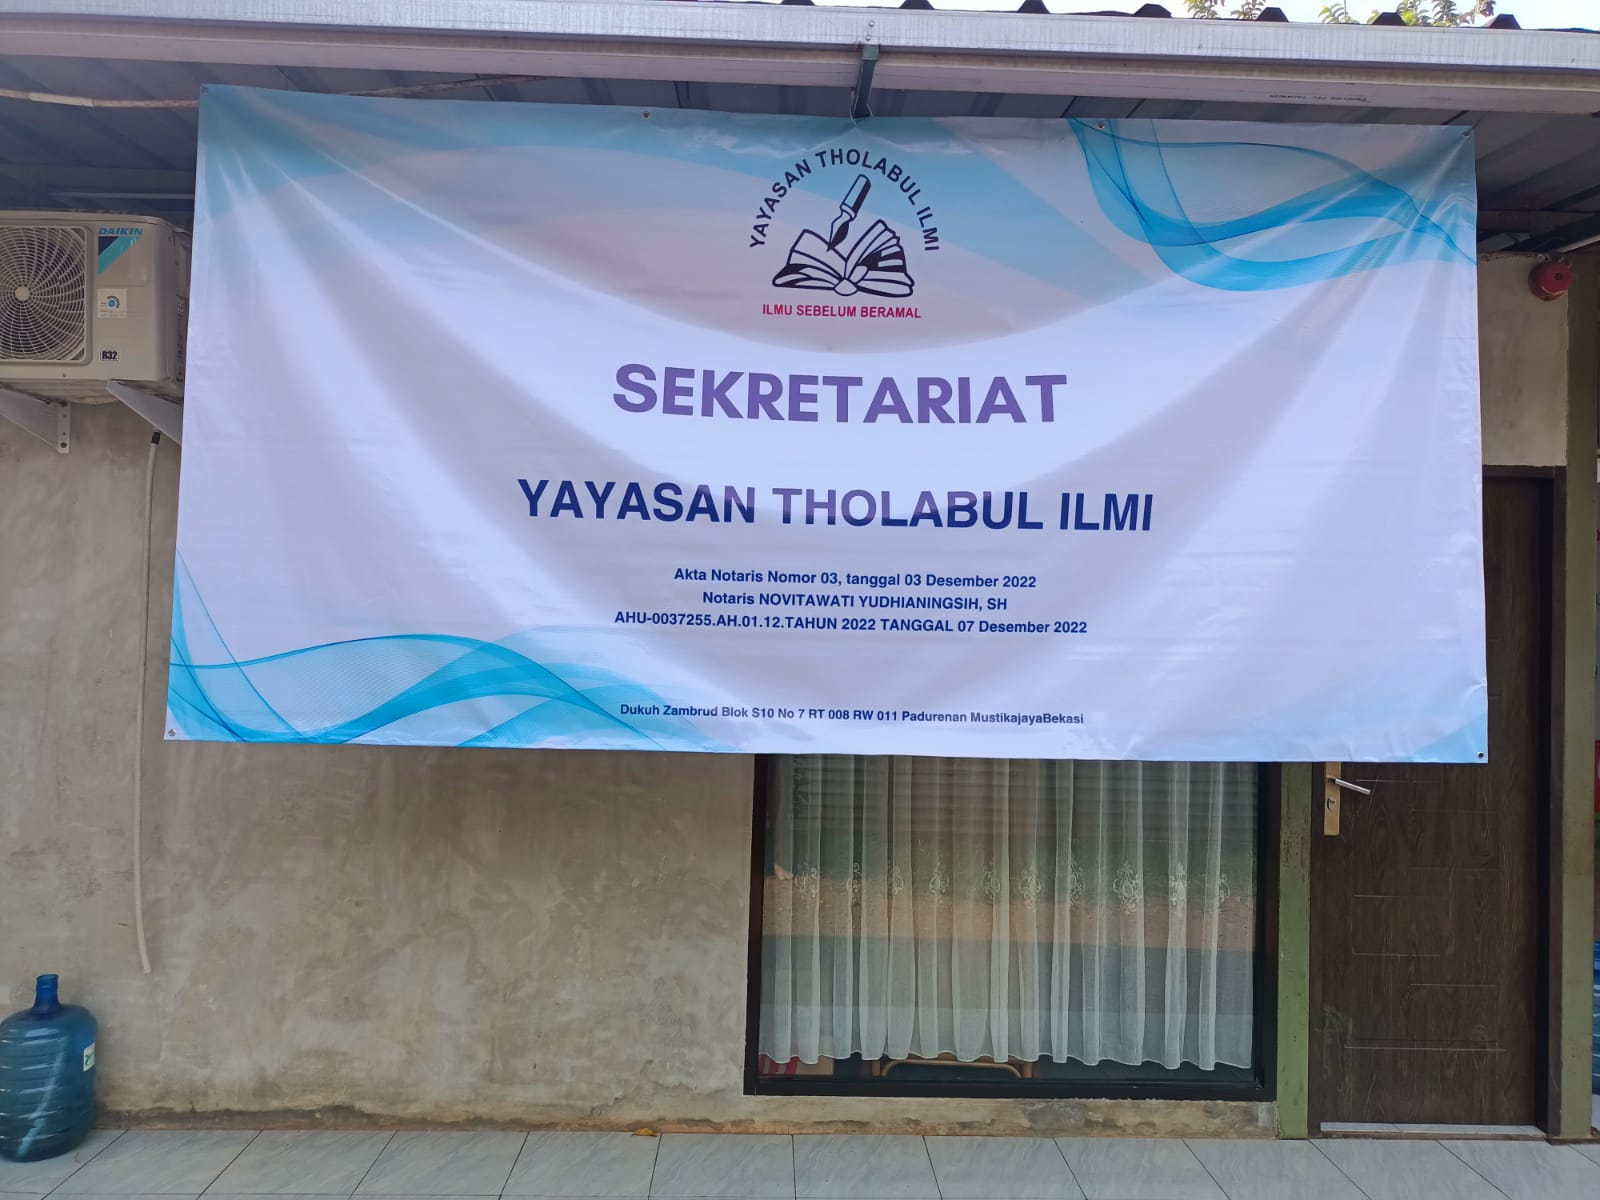 YAYASAN THOLABUL ILMI
ILMU SEBELUM BERAMAL
SEKRETARIAT
YAYASAN THOLABUL ILMI
Akta Notaris Nomor 03, tanggal 03 Desember 2022
Notaris NOVITAWATI YUDHIANINGSIH, SH
AHU-0037255.AH.01.12.TAHUN 2022 TANGGAL 07 Desember 2022
Dukuh Zambrud Blok S10 No 7 RT 008 RW 011 Padurenan MustikajayaBekasi
DAIKIN
R32